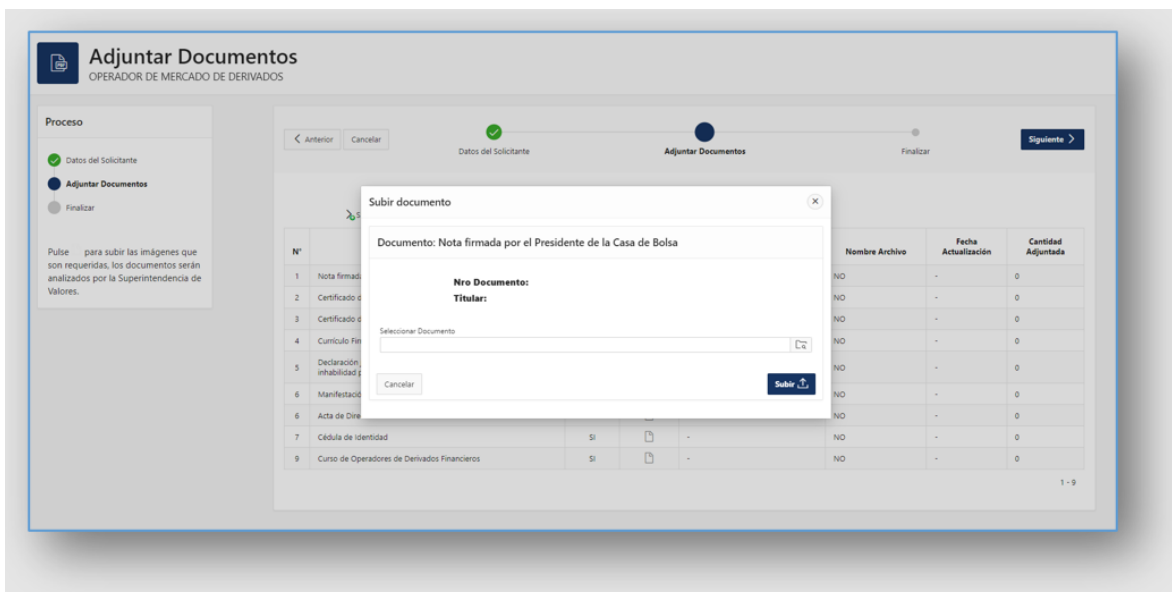 Adjuntar Documentos
OPERADOR DE MERCADO DE DERIVADOS
Proceso
Datos del Solicitante
Adjuntar Documentos
Finalizar
Pulse para subir las imágenes que
son requeridas, los documentos serán
analizados por la Superintendencia de
Valores.
Anterior Cancelar
Datos del Solicitante Adjuntar Documentos Finalizar
Siguiente
Subir documento
Documento: Nota firmada por el Presidente de la Casa de Bolsa
Nro Documento:
Titular:
Seleccionar Documento
Cancelar Subir
N° Nombre Archivo Fecha Actualización Cantidad Adjuntada
1 Nota firmada NO - 0
2 Certificado d NO - 0
3 Certificado d NO - 0
4 Currículo Fin NO - 0
5 Declaración NO - 0
inhabilidad p
6 Manifestació NO - 0
6 Acta de Dire NO - 0
7 Cédula de Identidad SI - NO - 0
9 Curso de Operadores de Derivados Financieros SI - NO - 0
1 - 9